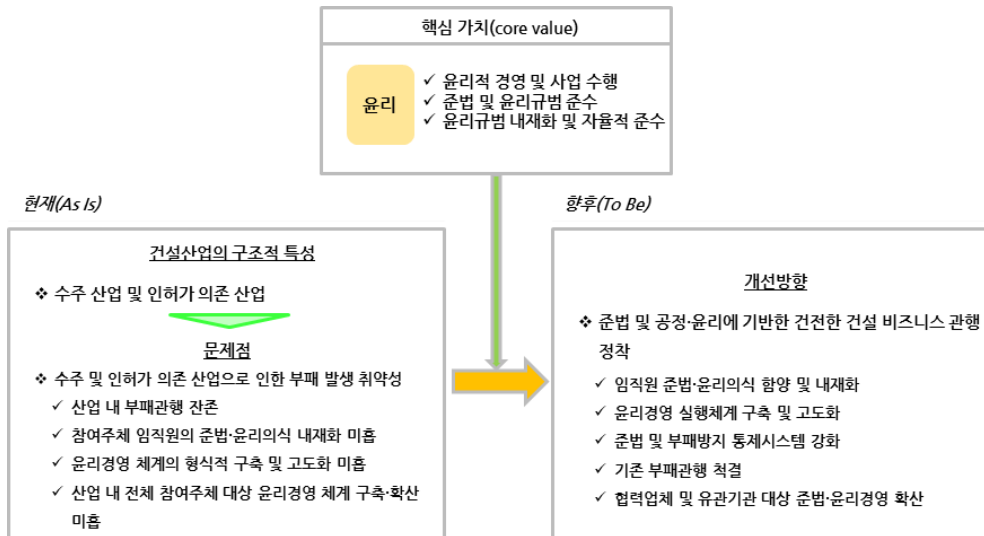 핵심 가치(core value)
윤리
✓ 윤리적 경영 및 사업 수행
✓ 준법 및 윤리규범 준수
✓ 윤리규범 내재화 및 자율적 준수
현재(As Is)
건설산업의 구조적 특성
❖ 수주 산업 및 인허가 의존 산업
문제점
❖ 수주 및 인허가 의존 산업으로 인한 부패 발생 취약성
✓ 산업 내 부패관행 잔존
✓ 참여주체 임직원의 준법·윤리의식 내재화 미흡
✓ 윤리경영 체계의 형식적 구축 및 고도화 미흡
✓ 산업 내 전체 참여주체 대상 윤리경영 체계 구축·확산
미흡
향후(To Be)
개선방향
❖ 준법 및 공정·윤리에 기반한 건전한 건설 비즈니스 관행
정착
✓ 임직원 준법·윤리의식 함양 및 내재화
✓ 윤리경영 실행체계 구축 및 고도화
✓ 준법 및 부패방지 통제시스템 강화
✓ 기존 부패관행 척결
✓ 협력업체 및 유관기관 대상 준법·윤리경영 확산